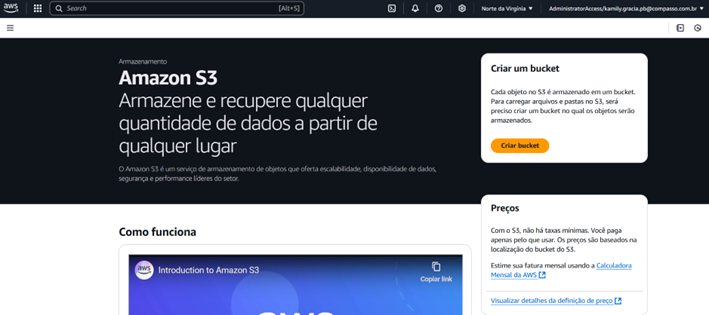 aws
Search
[Alt+S]
Norte da Virgínia
AdministratorAccess/kamily.gracia.pb@compasso.com.br
Armazenamento
Amazon S3
Armazene e recupere qualquer
quantidade de dados a partir de
qualquer lugar
O Amazon S3 é um serviço de armazenamento de objetos que oferta escalabilidade, disponibilidade de dados,
segurança e performance líderes do setor.
Criar um bucket
Cada objeto no S3 é armazenado em um bucket.
Para carregar arquivos e pastas no S3, será
preciso criar um bucket no qual os objetos serão
armazenados.
Criar bucket
Preços
Com o S3, não há taxas mínimas. Você paga
apenas pelo que usar. Os preços são baseados na
localização do bucket do S3.
Estime sua fatura mensal usando a Calculadora
Mensal da AWS
Visualizar detalhes da definição de preço
Como funciona
aws
Introduction to Amazon S3
Copiar link